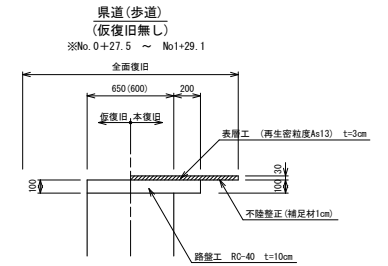 県道(歩道)
(仮復旧無し)
※No.0+27.5 ～ No1+29.1
全面復旧
650(600) 200
仮復旧 本復旧
表層工 (再生密粒度As13) t=3cm
100 100 30
不陸整正(補足材1cm)
路盤工 RC-40 t=10cm